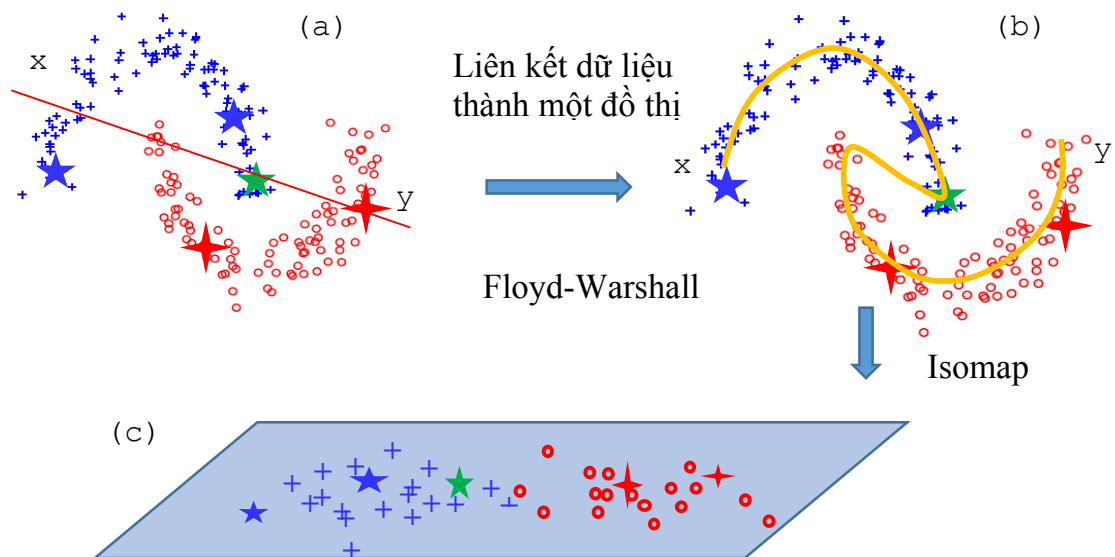 (a)
x
y
Liên kết dữ liệu
thành một đồ thị
Floyd-Warshall
(b)
x
y
Isomap
(c)